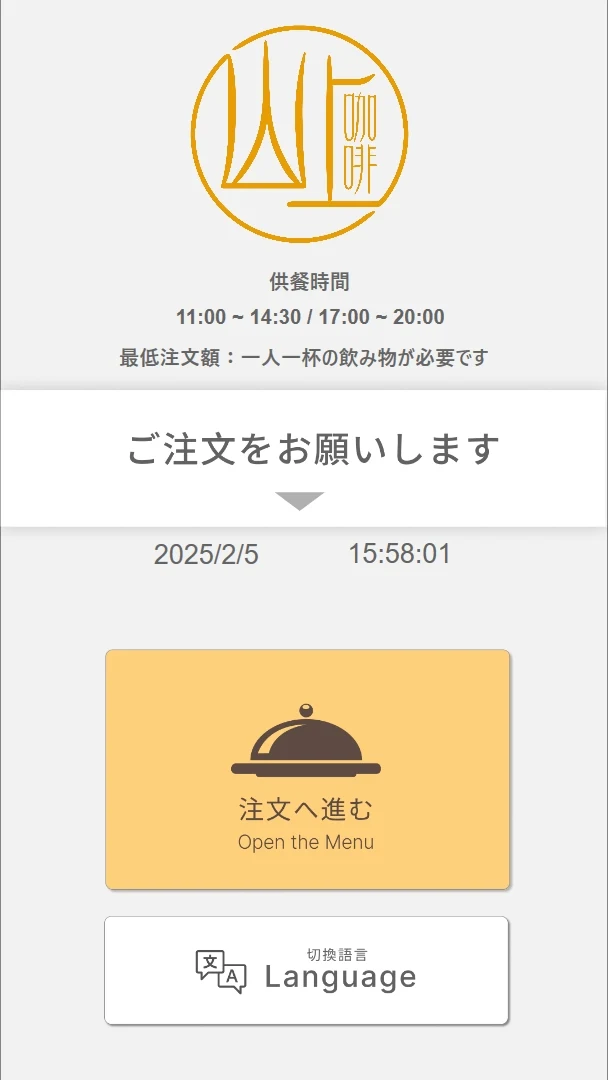 山上
咖啡
供餐時間
11:00 ~ 14:30 / 17:00 ~ 20:00
最低注文額：一人一杯の飲み物が必要です
ご注文をお願いします
2025/2/5 15:58:01
注文へ進む
Open the Menu
文A
切換語言
Language